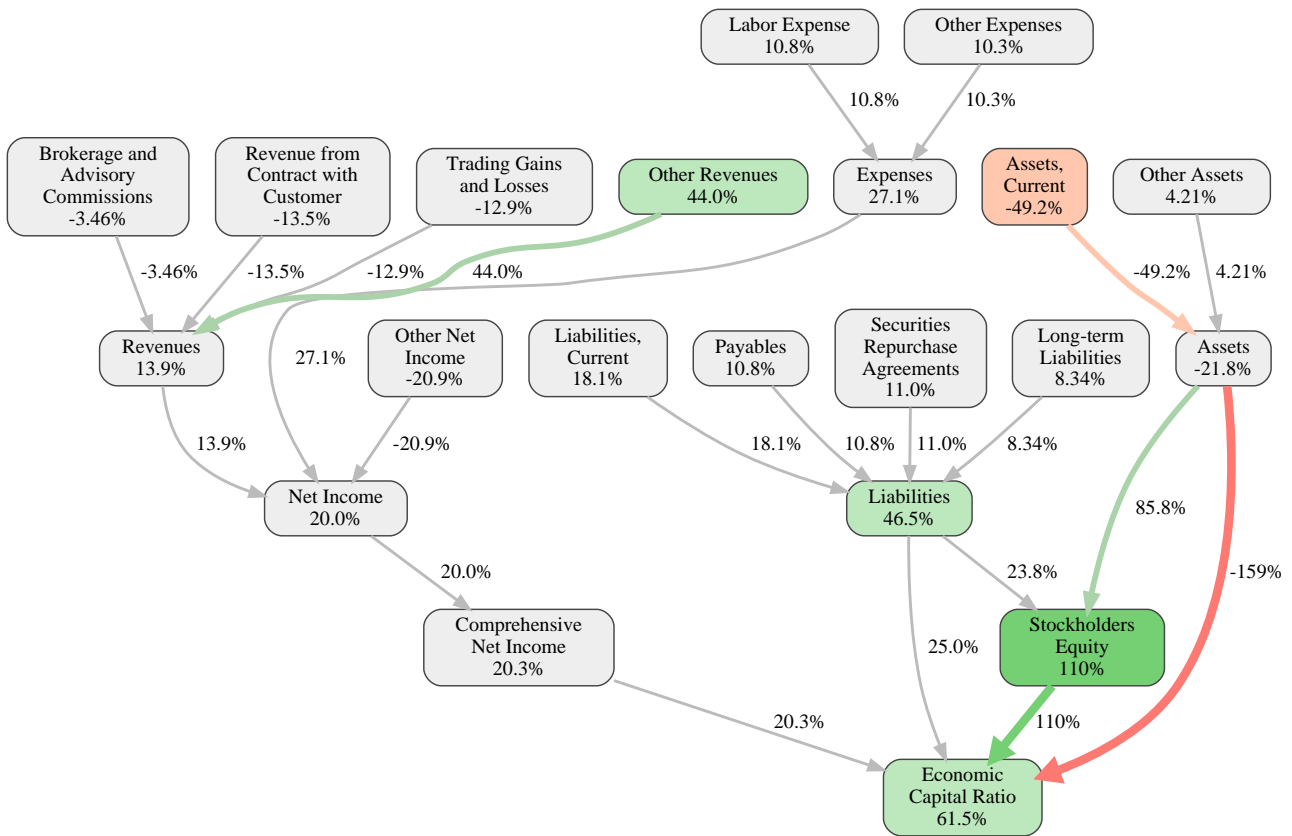 Labor Expense
10.8%
Other Expenses
10.3%
10.8%
10.3%
Brokerage and
Advisory
Commissions
-3.46%
Revenue from
Contract with
Customer
-13.5%
Trading Gains
and Losses
-12.9%
Other Revenues
44.0%
Expenses
27.1%
Assets,
Current
-49.2%
Other Assets
4.21%
-3.46%
-13.5%
-12.9%
44.0%
-49.2%
4.21%
Revenues
13.9%
27.1%
Other Net
Income
-20.9%
Liabilities,
Current
18.1%
Payables
10.8%
Securities
Repurchase
Agreements
11.0%
Long-term
Liabilities
8.34%
Assets
-21.8%
13.9%
-20.9%
18.1%
10.8%
11.0%
8.34%
Net Income
20.0%
Liabilities
46.5%
85.8%
20.0%
23.8%
-159%
Comprehensive
Net Income
20.3%
25.0%
Stockholders
Equity
110%
20.3%
110%
Economic
Capital Ratio
61.5%